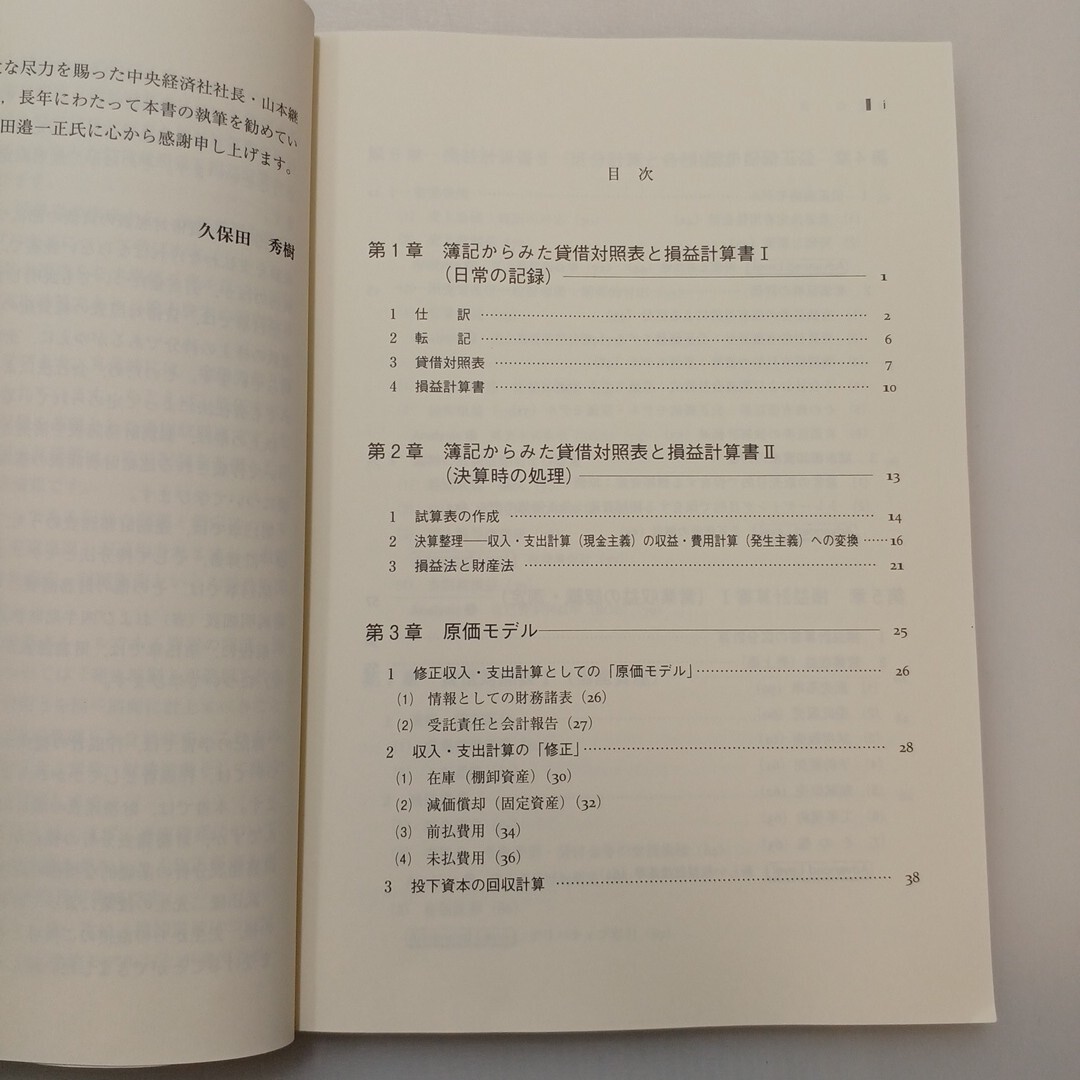 な尽力を賜った中央経済社社長・山本継
，長年にわたって本書の執筆を勧めてい
田邉一正氏に心から感謝申し上げます。
久保田　秀樹
i
目　次
第1章　簿記からみた貸借対照表と損益計算書Ⅰ
（日常の記録） 1
1　仕　　訳 2
2　転　　記 6
3　貸借対照表 7
4　損益計算書 10
第2章　簿記からみた貸借対照表と損益計算書Ⅱ
（決算時の処理） 13
1　試算表の作成 14
2　決算整理――収入・支出計算（現金主義）の収益・費用計算（発生主義）への変換……16
3　損益法と財産法 21
第3章　原価モデル 25
1　修正収入・支出計算としての「原価モデル」 26
(1)　情報としての財務諸表（26）
(2)　受託責任と会計報告（27）
2　収入・支出計算の「修正」 28
(1)　在庫（棚卸資産）（30）
(2)　減価償却（固定資産）（32）
(3)　前払費用（34）
(4)　未払費用（36）
3　投下資本の回収計算 38